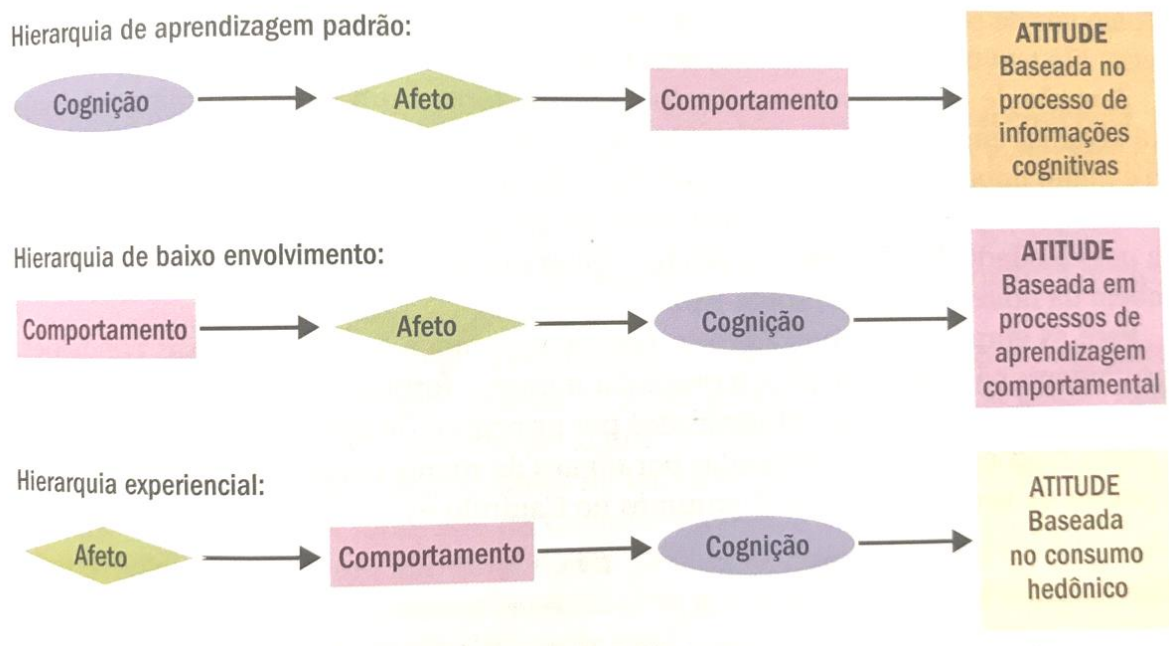 Hierarquia de aprendizagem padrão:
Cognição
Afeto
Comportamento
ATITUDE
Baseada no
processo de
informações
cognitivas
Hierarquia de baixo envolvimento:
Comportamento
Afeto
Cognição
ATITUDE
Baseada em
processos de
aprendizagem
comportamental
Hierarquia experiencial:
Afeto
Comportamento
Cognição
ATITUDE
Baseada
no consumo
hedônico